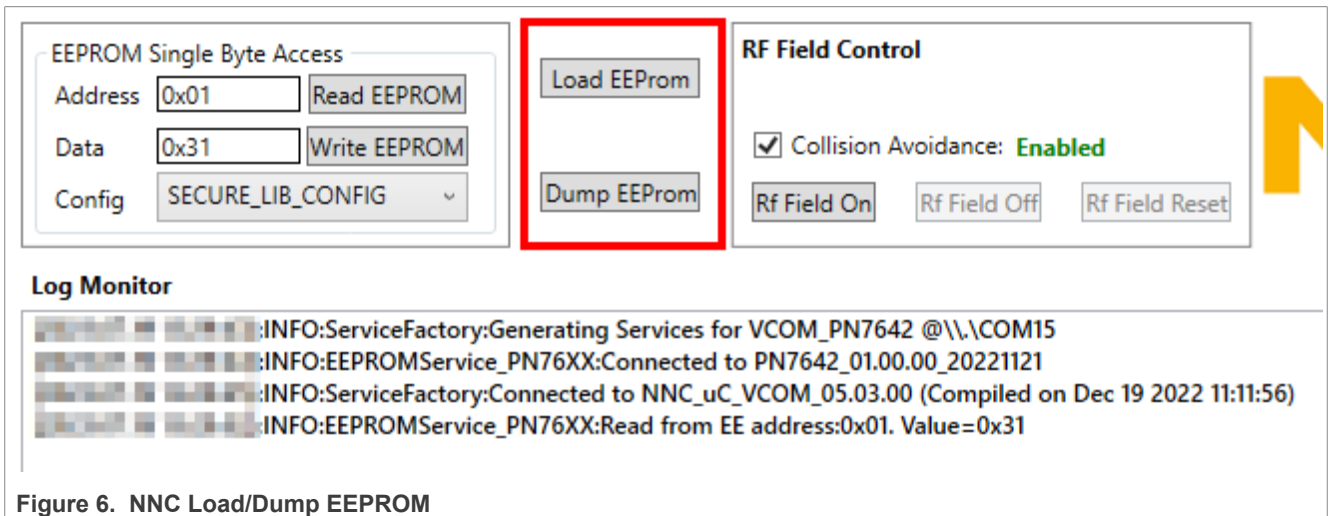 EEPROM Single Byte Access
Address 0x01 Read EEPROM
Data 0x31 Write EEPROM
Config SECURE_LIB_CONFIG
Load EEProm
Dump EEProm
RF Field Control
Collision Avoidance: Enabled
Rf Field On Rf Field Off Rf Field Reset
Log Monitor
:INFO:ServiceFactory:Generating Services for VCOM_PN7642 @\\.\COM15
:INFO:EEPROMService_PN76XX:Connected to PN7642_01.00.00_20221121
:INFO:ServiceFactory:Connected to NNC_uC_VCOM_05.03.00 (Compiled on Dec 19 2022 11:11:56)
:INFO:EEPROMService_PN76XX:Read from EE address:0x01. Value=0x31
Figure 6. NNC Load/Dump EEPROM